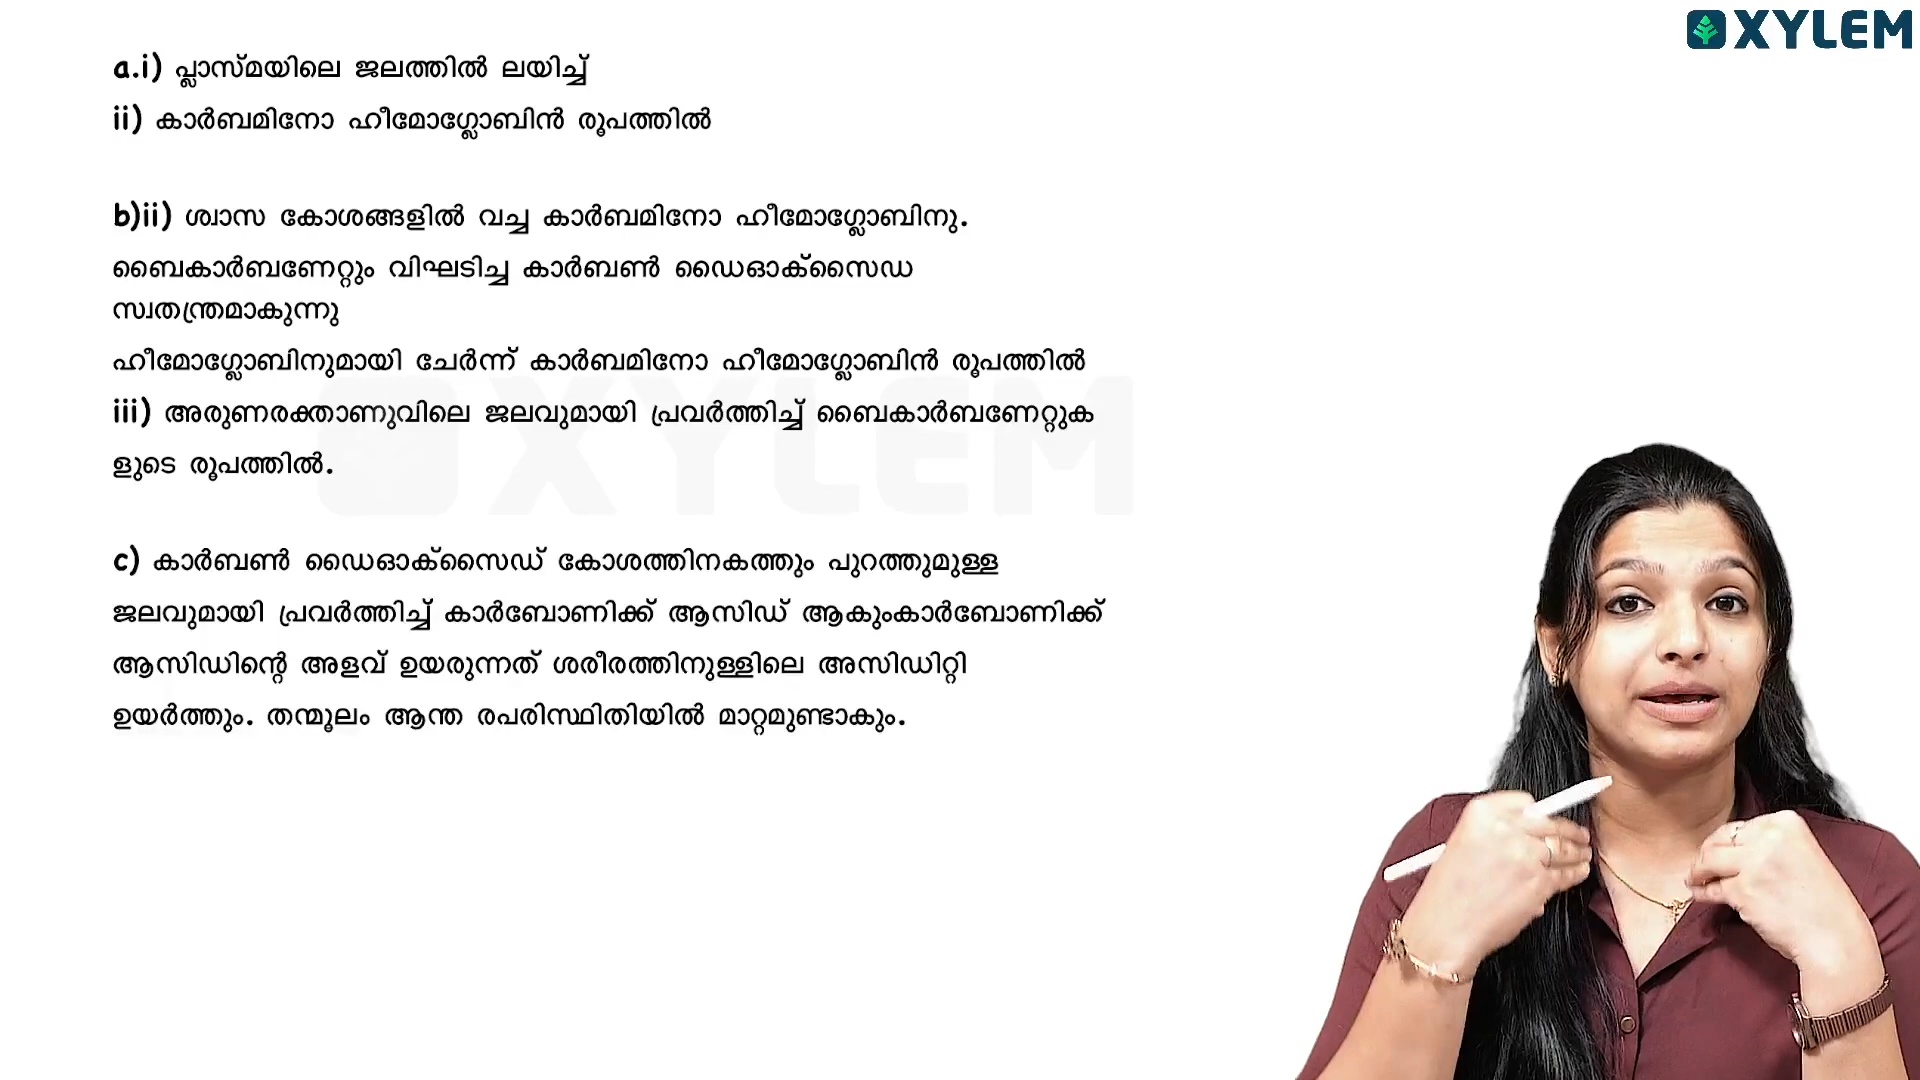 XYLEM
a.i) പ്ലാസ്മയിലെ ജലത്തിൽ ലയിച്ച്
ii) കാർബമിനോ ഹീമോഗ്ലോബിൻ രൂപത്തിൽ
b)ii) ശ്വാസ കോശങ്ങളിൽ വച്ച കാർബമിനോ ഹീമോഗ്ലോബിനു.
ബൈകാർബണേറ്റും വിഘടിച്ച കാർബൺ ഡൈഓക്സൈഡ
സ്വതന്ത്രമാകുന്നു
ഹീമോഗ്ലോബിനുമായി ചേർന്ന് കാർബമിനോ ഹീമോഗ്ലോബിൻ രൂപത്തിൽ
iii) അരുണരക്താണുവിലെ ജലവുമായി പ്രവർത്തിച്ച് ബൈകാർബണേറ്റുക
ളുടെ രൂപത്തിൽ.
XYLEM
c) കാർബൺ ഡൈഓക്സൈഡ് കോശത്തിനകത്തും പുറത്തുമുള്ള
ജലവുമായി പ്രവർത്തിച്ച് കാർബോണിക്ക് ആസിഡ് ആകുംകാർബോണിക്ക്
ആസിഡിന്റെ അളവ് ഉയരുന്നത് ശരീരത്തിനുള്ളിലെ അസിഡിറ്റി
ഉയർത്തും. തന്മൂലം ആന്ത രപരിസ്ഥിതിയിൽ മാറ്റമുണ്ടാകും.